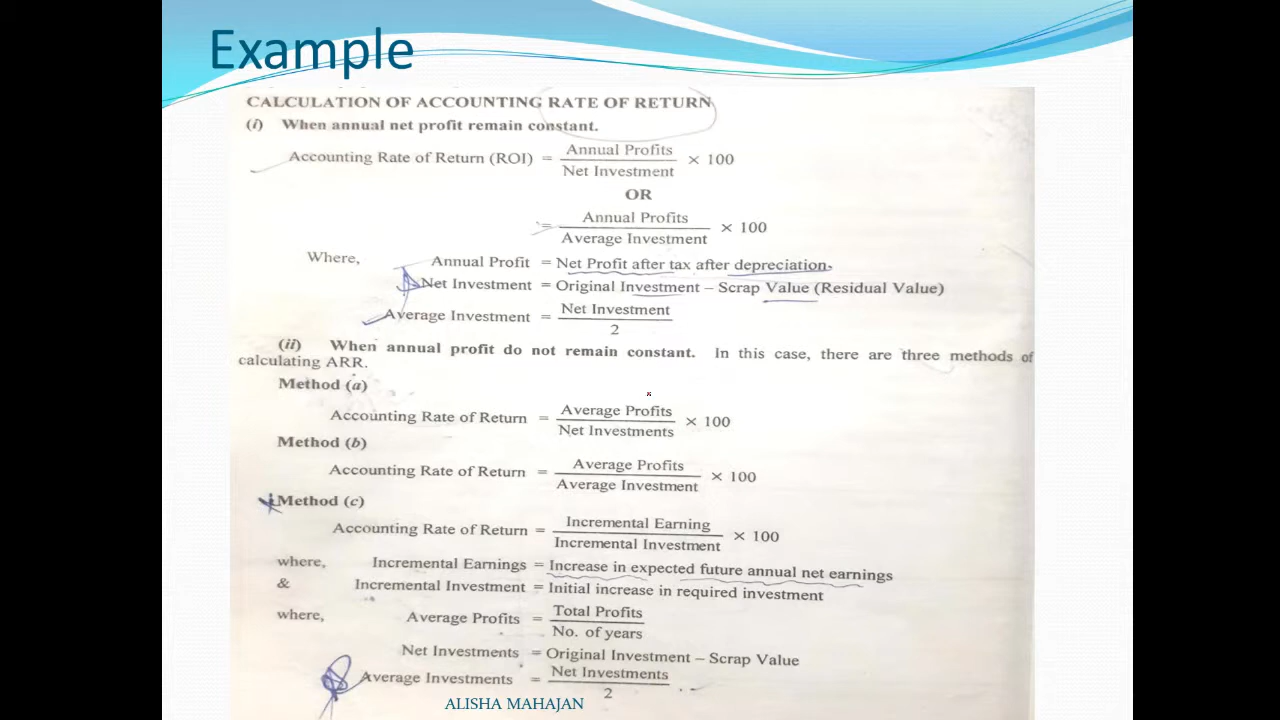 Example
CALCULATION OF ACCOUNTING RATE OF RETURN
(i) When annual net profit remain constant.
Accounting Rate of Return (ROI) = Annual Profits / Net Investment × 100
OR
= Annual Profits / Average Investment × 100
Where, Annual Profit = Net Profit after tax after depreciation.
Net Investment = Original Investment – Scrap Value (Residual Value)
Average Investment = Net Investment / 2
(ii) When annual profit do not remain constant. In this case, there are three methods of
calculating ARR.
Method (a)
Accounting Rate of Return = Average Profits / Net Investments × 100
Method (b)
Accounting Rate of Return = Average Profits / Average Investment × 100
Method (c)
Accounting Rate of Return = Incremental Earning / Incremental Investment × 100
where, Incremental Earnings = Increase in expected future annual net earnings
& Incremental Investment = Initial increase in required investment
where, Average Profits = Total Profits / No. of years
Net Investments = Original Investment – Scrap Value
Average Investments = Net Investments / 2
ALISHA MAHAJAN